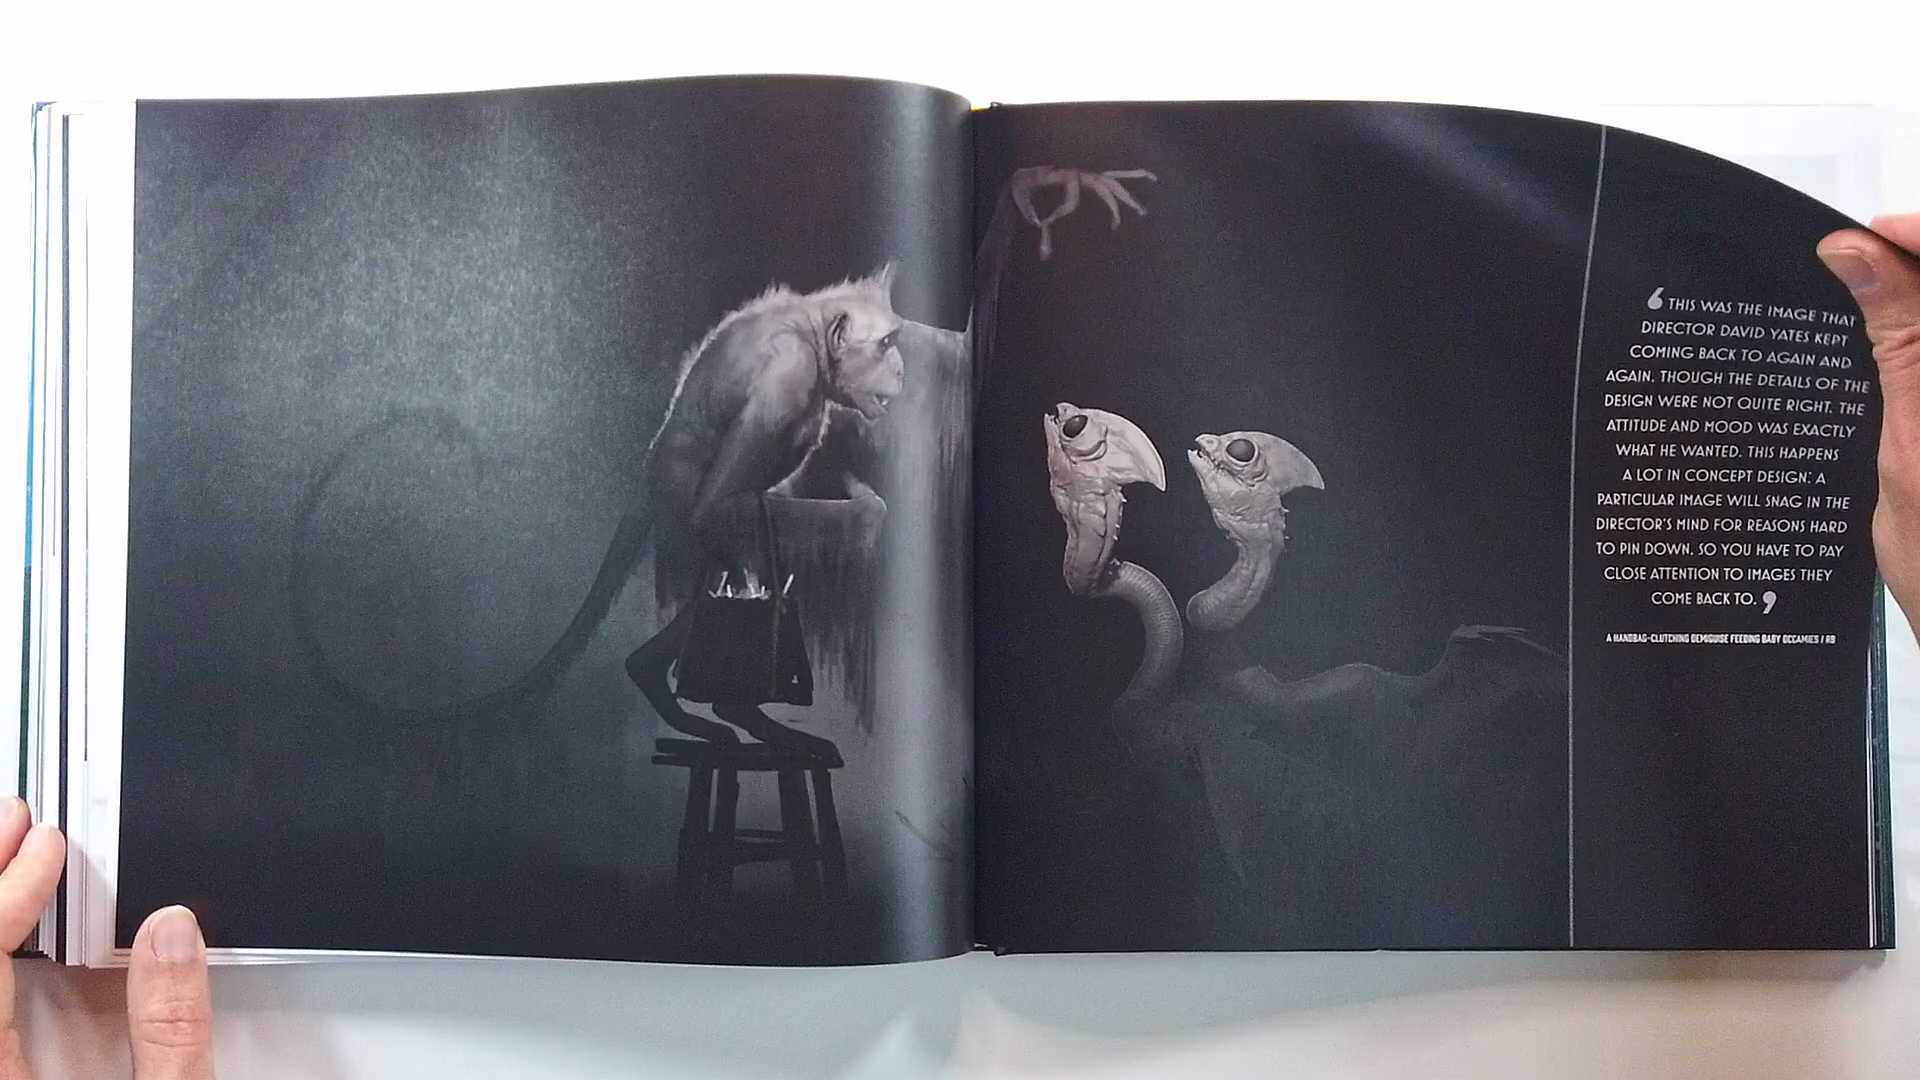 ‘ THIS WAS THE IMAGE THAT
DIRECTOR DAVID YATES KEPT
COMING BACK TO AGAIN AND
AGAIN. THOUGH THE DETAILS OF THE
DESIGN WERE NOT QUITE RIGHT. THE
ATTITUDE AND MOOD WAS EXACTLY
WHAT HE WANTED. THIS HAPPENS
A LOT IN CONCEPT DESIGN: A
PARTICULAR IMAGE WILL SNAG IN THE
DIRECTOR'S MIND FOR REASONS HARD
TO PIN DOWN. SO YOU HAVE TO PAY
CLOSE ATTENTION TO IMAGES THEY
COME BACK TO. ’
A HANDBAG-CLUTCHING DEMIGUISE FEEDING BABY OCCAMIES / RB